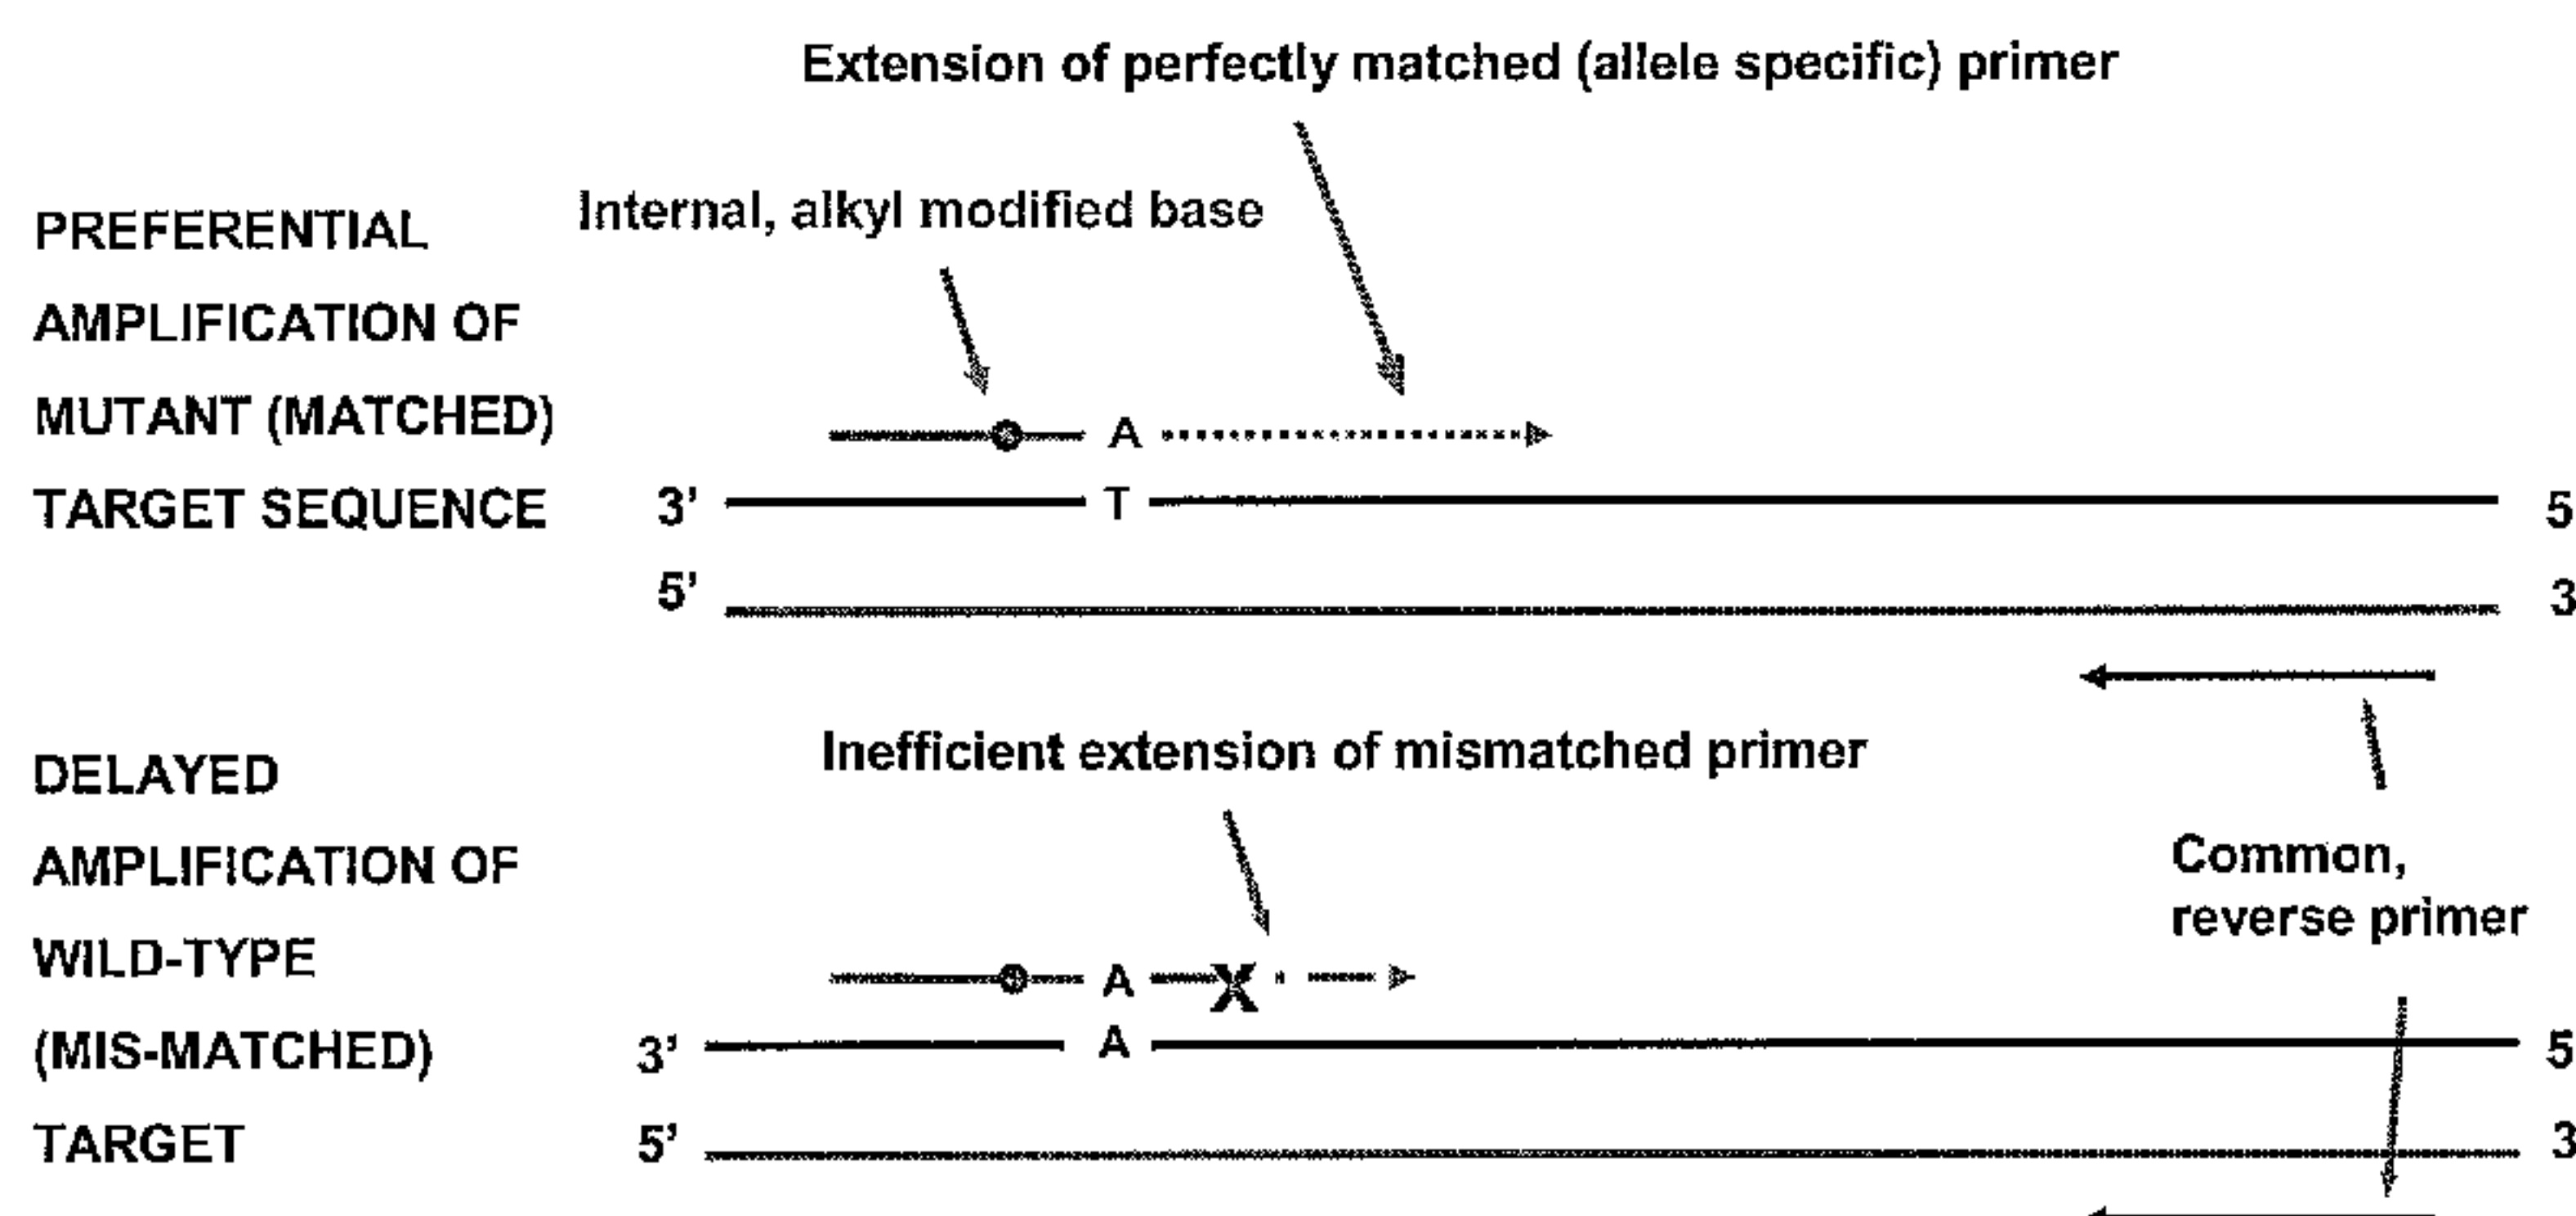 Extension of perfectly matched (allele specific) primer
Internal, alkyl modified base
PREFERENTIAL
AMPLIFICATION OF
MUTANT (MATCHED)
TARGET SEQUENCE
A
3' T 5
5' 3
Inefficient extension of mismatched primer
DELAYED
AMPLIFICATION OF
WILD-TYPE
(MIS-MATCHED)
TARGET
Common,
reverse primer
A X
3' A 5
5' 3